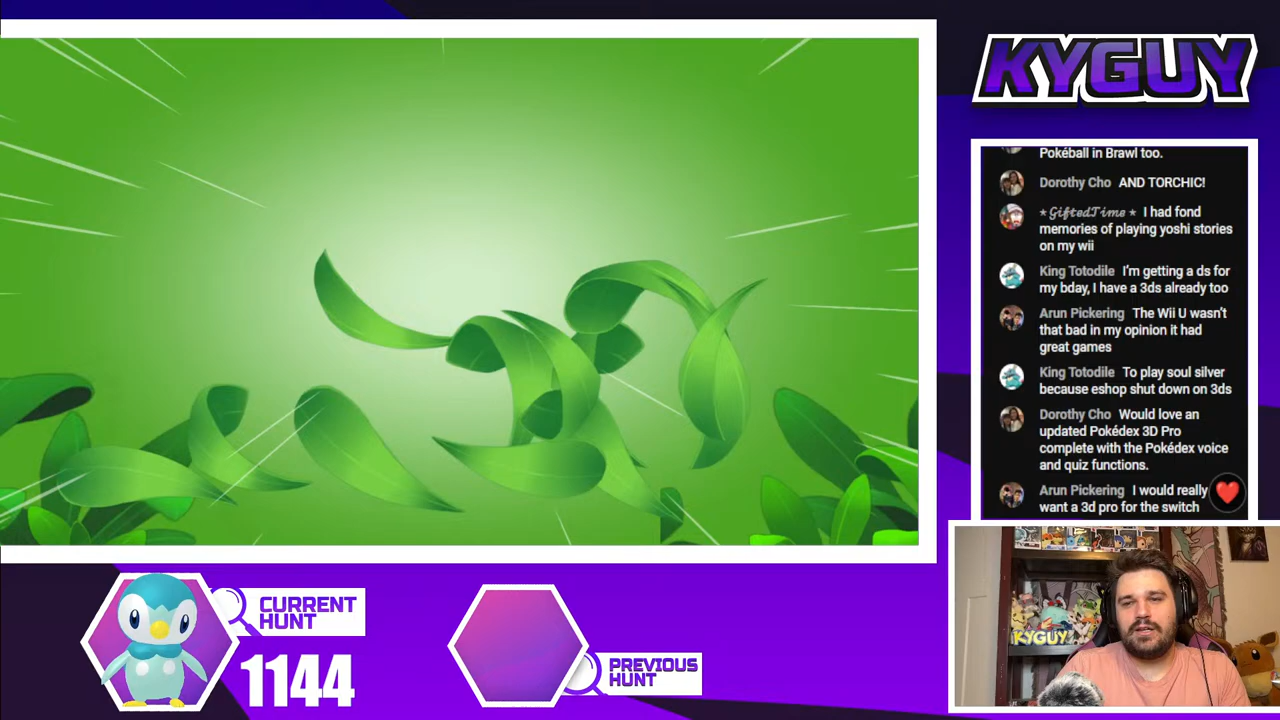 KYGUY
Pokéball in Brawl too.
Dorothy Cho AND TORCHIC!
★ 𝓖𝓲𝓯𝓽𝓮𝓭𝓣𝓲𝓶𝓮 ★ I had fond
memories of playing yoshi stories
on my wii
King Totodile I'm getting a ds for
my bday, I have a 3ds already too
Arun Pickering The Wii U wasn't
that bad in my opinion it had
great games
King Totodile To play soul silver
because eshop shut down on 3ds
Dorothy Cho Would love an
updated Pokédex 3D Pro
complete with the Pokédex voice
and quiz functions.
Arun Pickering I would really
want a 3d pro for the switch
CURRENT
HUNT
1144
PREVIOUS
HUNT
KYGUY